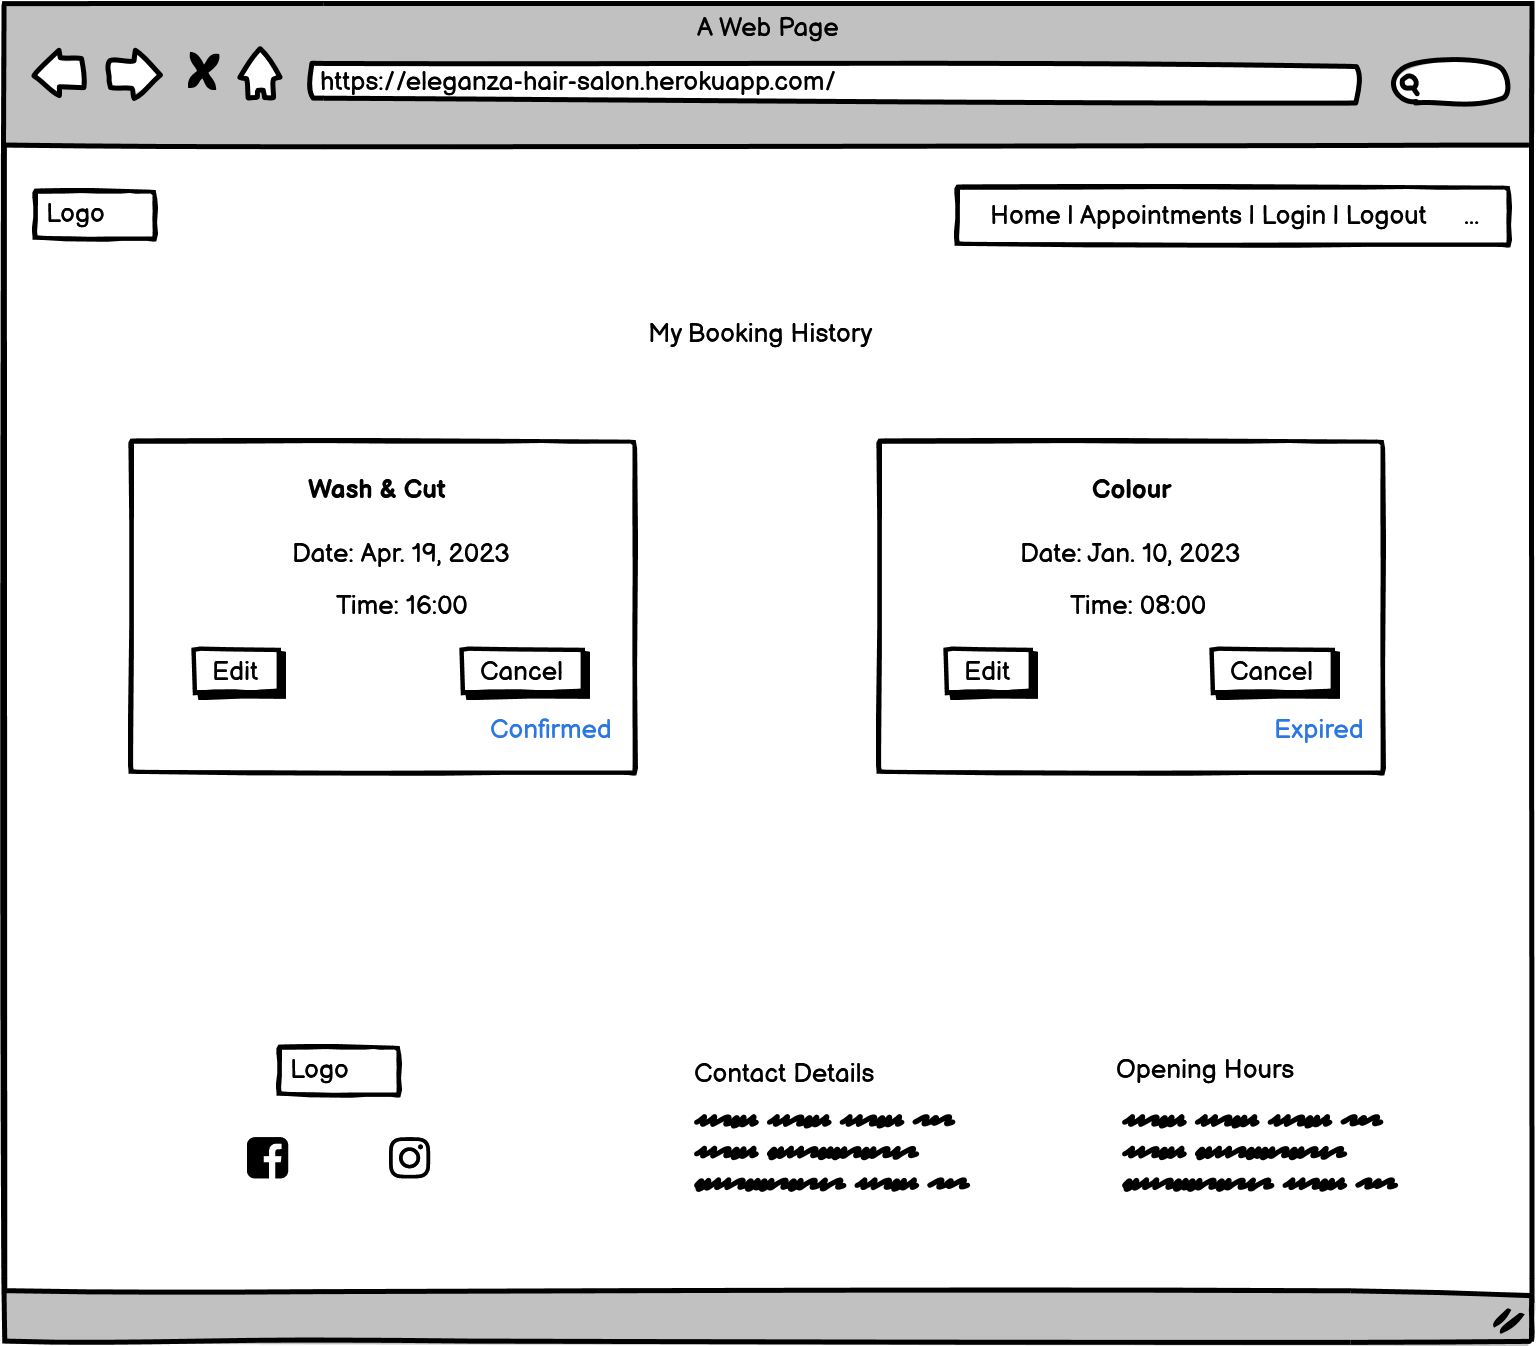 A Web Page
https://eleganza-hair-salon.herokuapp.com/
Logo
Home | Appointments | Login | Logout ...
My Booking History
Wash & Cut
Date: Apr. 19, 2023
Time: 16:00
Edit
Cancel
Confirmed
Colour
Date: Jan. 10, 2023
Time: 08:00
Edit
Cancel
Expired
Logo
Contact Details
Opening Hours